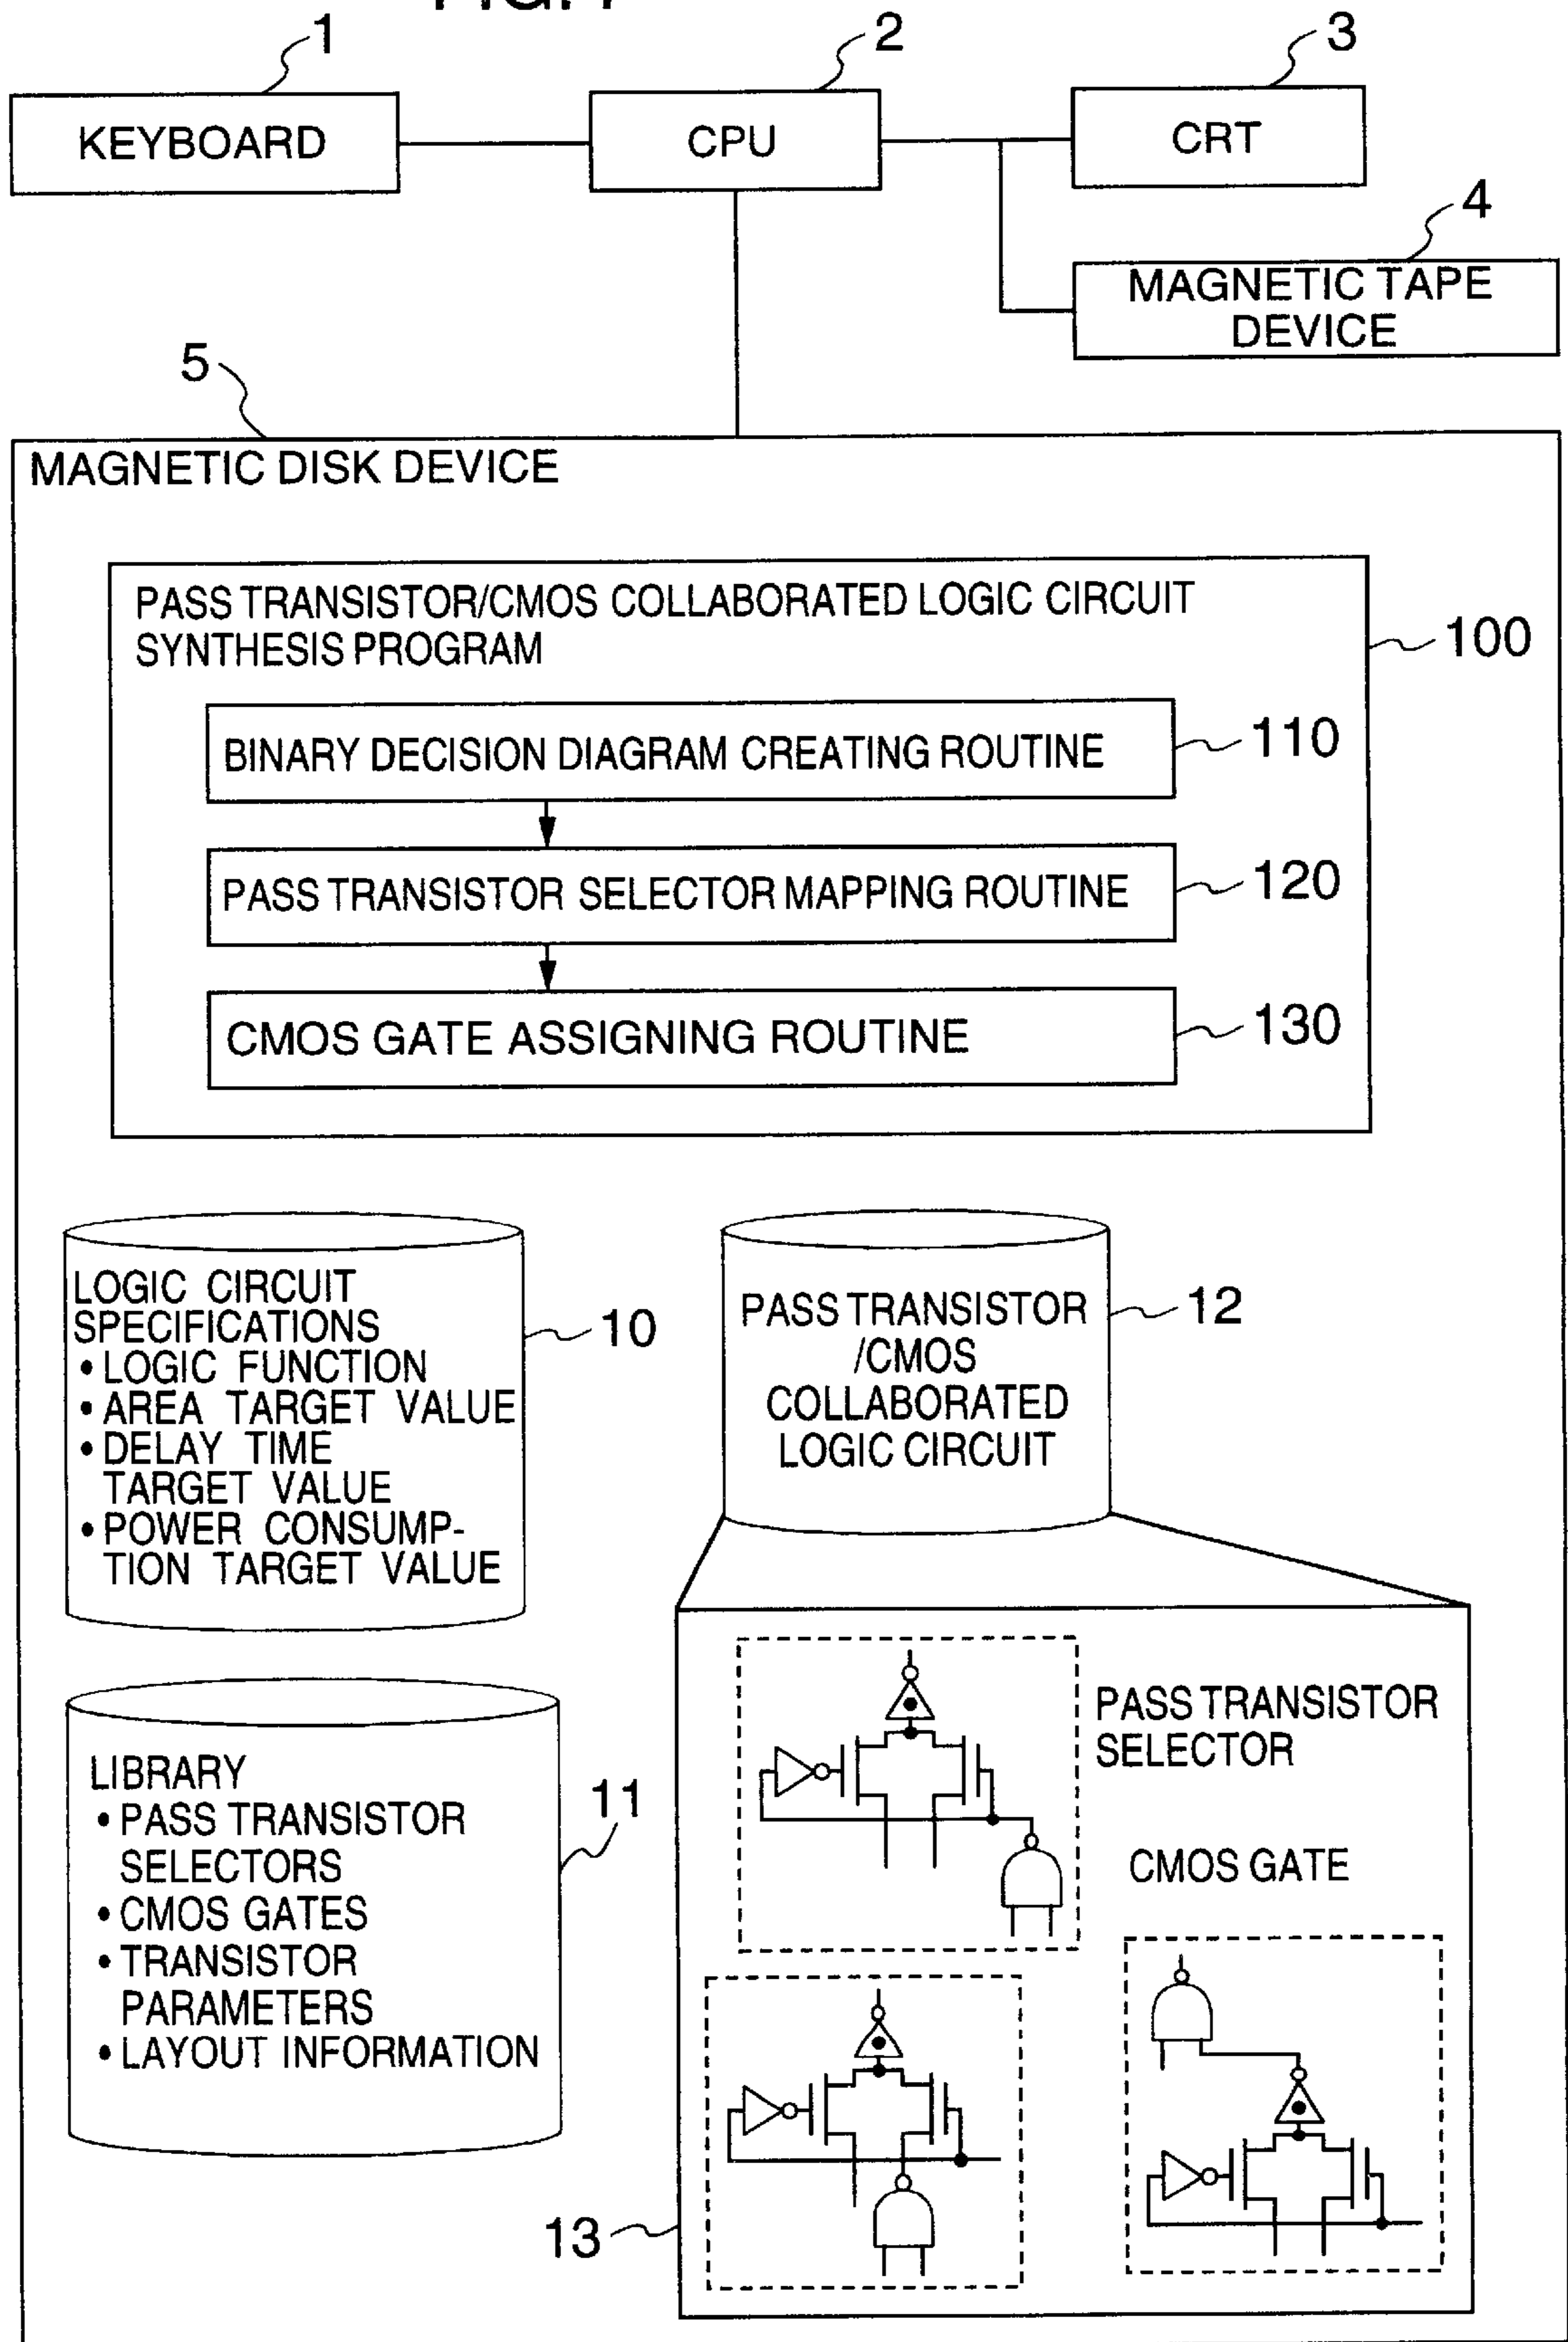 1
2
3
KEYBOARD
CPU
CRT
4
MAGNETIC TAPE
DEVICE
5
MAGNETIC DISK DEVICE
PASS TRANSISTOR/CMOS COLLABORATED LOGIC CIRCUIT
SYNTHESIS PROGRAM
100
BINARY DECISION DIAGRAM CREATING ROUTINE
110
PASS TRANSISTOR SELECTOR MAPPING ROUTINE
120
CMOS GATE ASSIGNING ROUTINE
130
LOGIC CIRCUIT
SPECIFICATIONS
• LOGIC FUNCTION
• AREA TARGET VALUE
• DELAY TIME
TARGET VALUE
• POWER CONSUMP-
TION TARGET VALUE
10
PASS TRANSISTOR
/CMOS
COLLABORATED
LOGIC CIRCUIT
12
LIBRARY
• PASS TRANSISTOR
SELECTORS
• CMOS GATES
• TRANSISTOR
PARAMETERS
• LAYOUT INFORMATION
11
PASS TRANSISTOR
SELECTOR
CMOS GATE
13